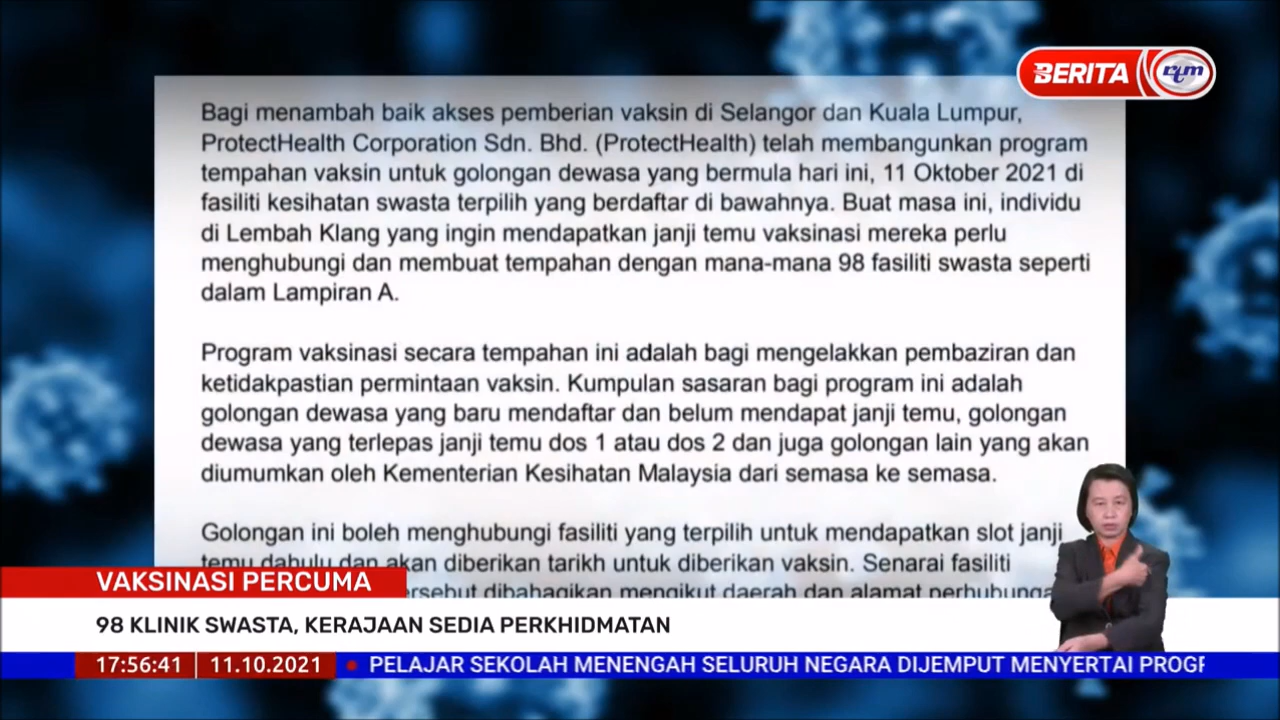 BERITA rtm
Bagi menambah baik akses pemberian vaksin di Selangor dan Kuala Lumpur,
ProtectHealth Corporation Sdn. Bhd. (ProtectHealth) telah membangunkan program
tempahan vaksin untuk golongan dewasa yang bermula hari ini, 11 Oktober 2021 di
fasiliti kesihatan swasta terpilih yang berdaftar di bawahnya. Buat masa ini, individu
di Lembah Klang yang ingin mendapatkan janji temu vaksinasi mereka perlu
menghubungi dan membuat tempahan dengan mana-mana 98 fasiliti swasta seperti
dalam Lampiran A.
Program vaksinasi secara tempahan ini adalah bagi mengelakkan pembaziran dan
ketidakpastian permintaan vaksin. Kumpulan sasaran bagi program ini adalah
golongan dewasa yang baru mendaftar dan belum mendapat janji temu, golongan
dewasa yang terlepas janji temu dos 1 atau dos 2 dan juga golongan lain yang akan
diumumkan oleh Kementerian Kesihatan Malaysia dari semasa ke semasa.
Golongan ini boleh menghubungi fasiliti yang terpilih untuk mendapatkan slot janji
temu dahulu dan akan diberikan tarikh untuk diberikan vaksin. Senarai fasiliti
dibahagikan mengikut daerah dan alamat
VAKSINASI PERCUMA
98 KLINIK SWASTA, KERAJAAN SEDIA PERKHIDMATAN
17:56:41 11.10.2021 • PELAJAR SEKOLAH MENENGAH SELURUH NEGARA DIJEMPUT MENYERTAI